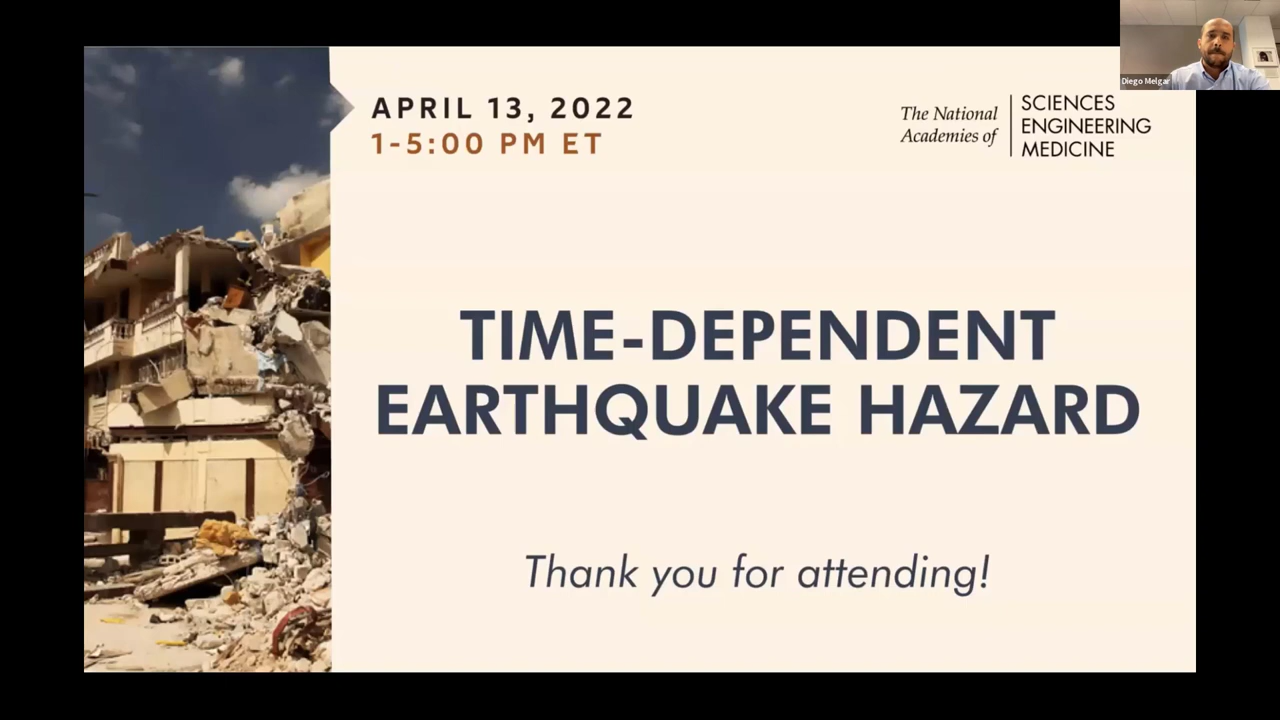 APRIL 13, 2022
1-5:00 PM ET
The National
Academies of
SCIENCES
ENGINEERING
MEDICINE
Diego Melgar
TIME-DEPENDENT
EARTHQUAKE HAZARD
Thank you for attending!